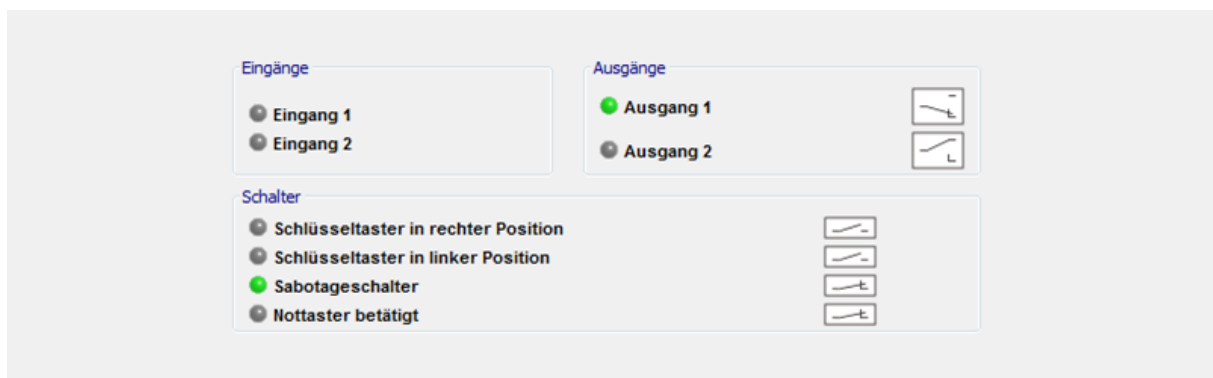 Eingänge
Eingang 1
Eingang 2
Ausgänge
Ausgang 1
Ausgang 2
Schalter
Schlüsseltaster in rechter Position
Schlüsseltaster in linker Position
Sabotageschalter
Nottaster betätigt